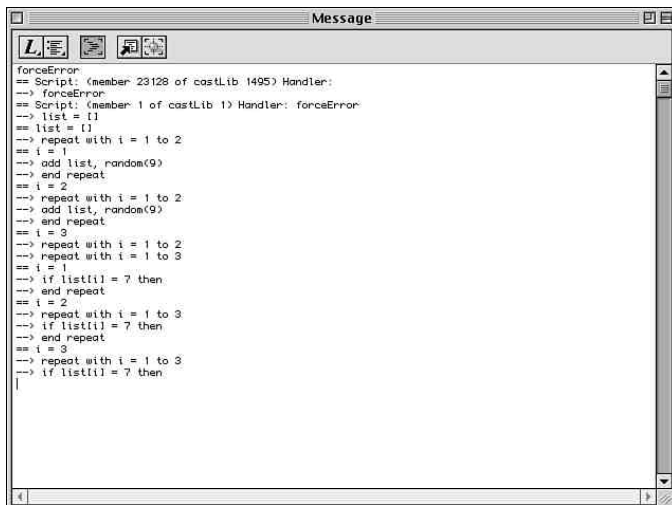 Message
L
forceError
== Script: (member 23128 of castLib 1495) Handler:
--> forceError
== Script: (member 1 of castLib 1) Handler: forceError
--> list = []
== list = []
--> repeat with i = 1 to 2
== i = 1
--> add list, random(9)
--> end repeat
== i = 2
--> repeat with i = 1 to 2
--> add list, random(9)
--> end repeat
== i = 3
--> repeat with i = 1 to 2
--> repeat with i = 1 to 3
== i = 1
--> if list[i] = 7 then
--> end repeat
== i = 2
--> repeat with i = 1 to 3
--> if list[i] = 7 then
--> end repeat
== i = 3
--> repeat with i = 1 to 3
--> if list[i] = 7 then